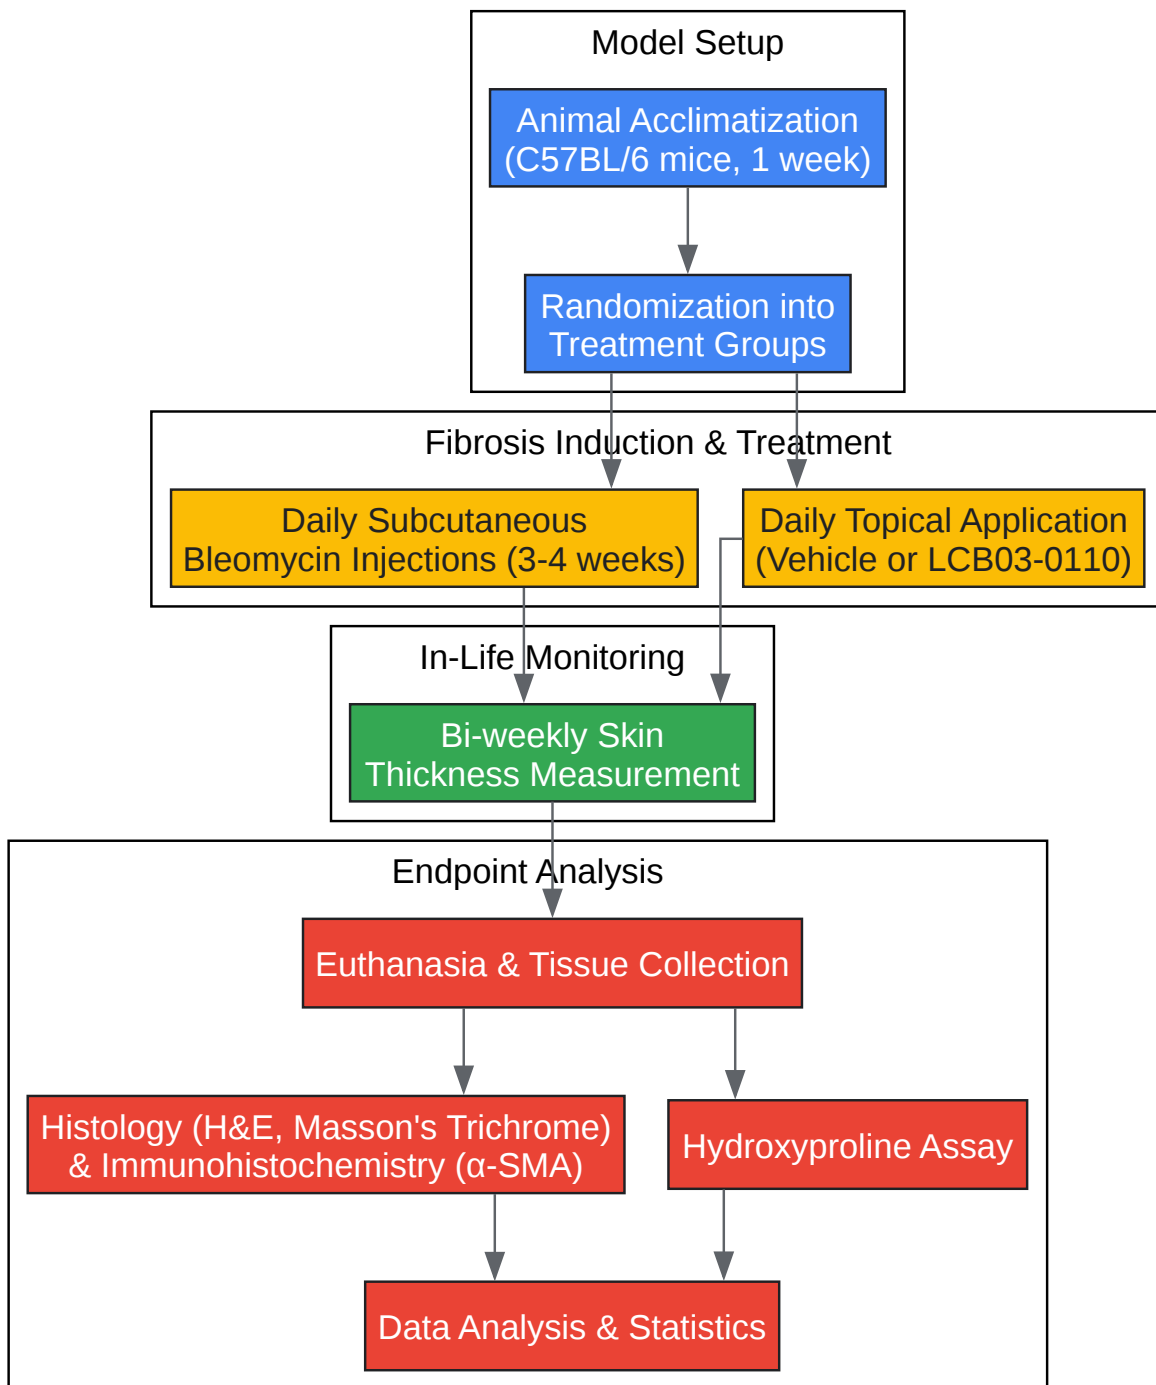 Model Setup
Animal Acclimatization
(C57BL/6 mice, 1 week)
Randomization into
Treatment Groups
Fibrosis Induction & Treatment
Daily Subcutaneous
Bleomycin Injections (3-4 weeks)
Daily Topical Application
(Vehicle or LCB03-0110)
In-Life Monitoring
Bi-weekly Skin
Thickness Measurement
Endpoint Analysis
Euthanasia & Tissue Collection
Histology (H&E, Masson's Trichrome)
& Immunohistochemistry (α-SMA)
Hydroxyproline Assay
Data Analysis & Statistics